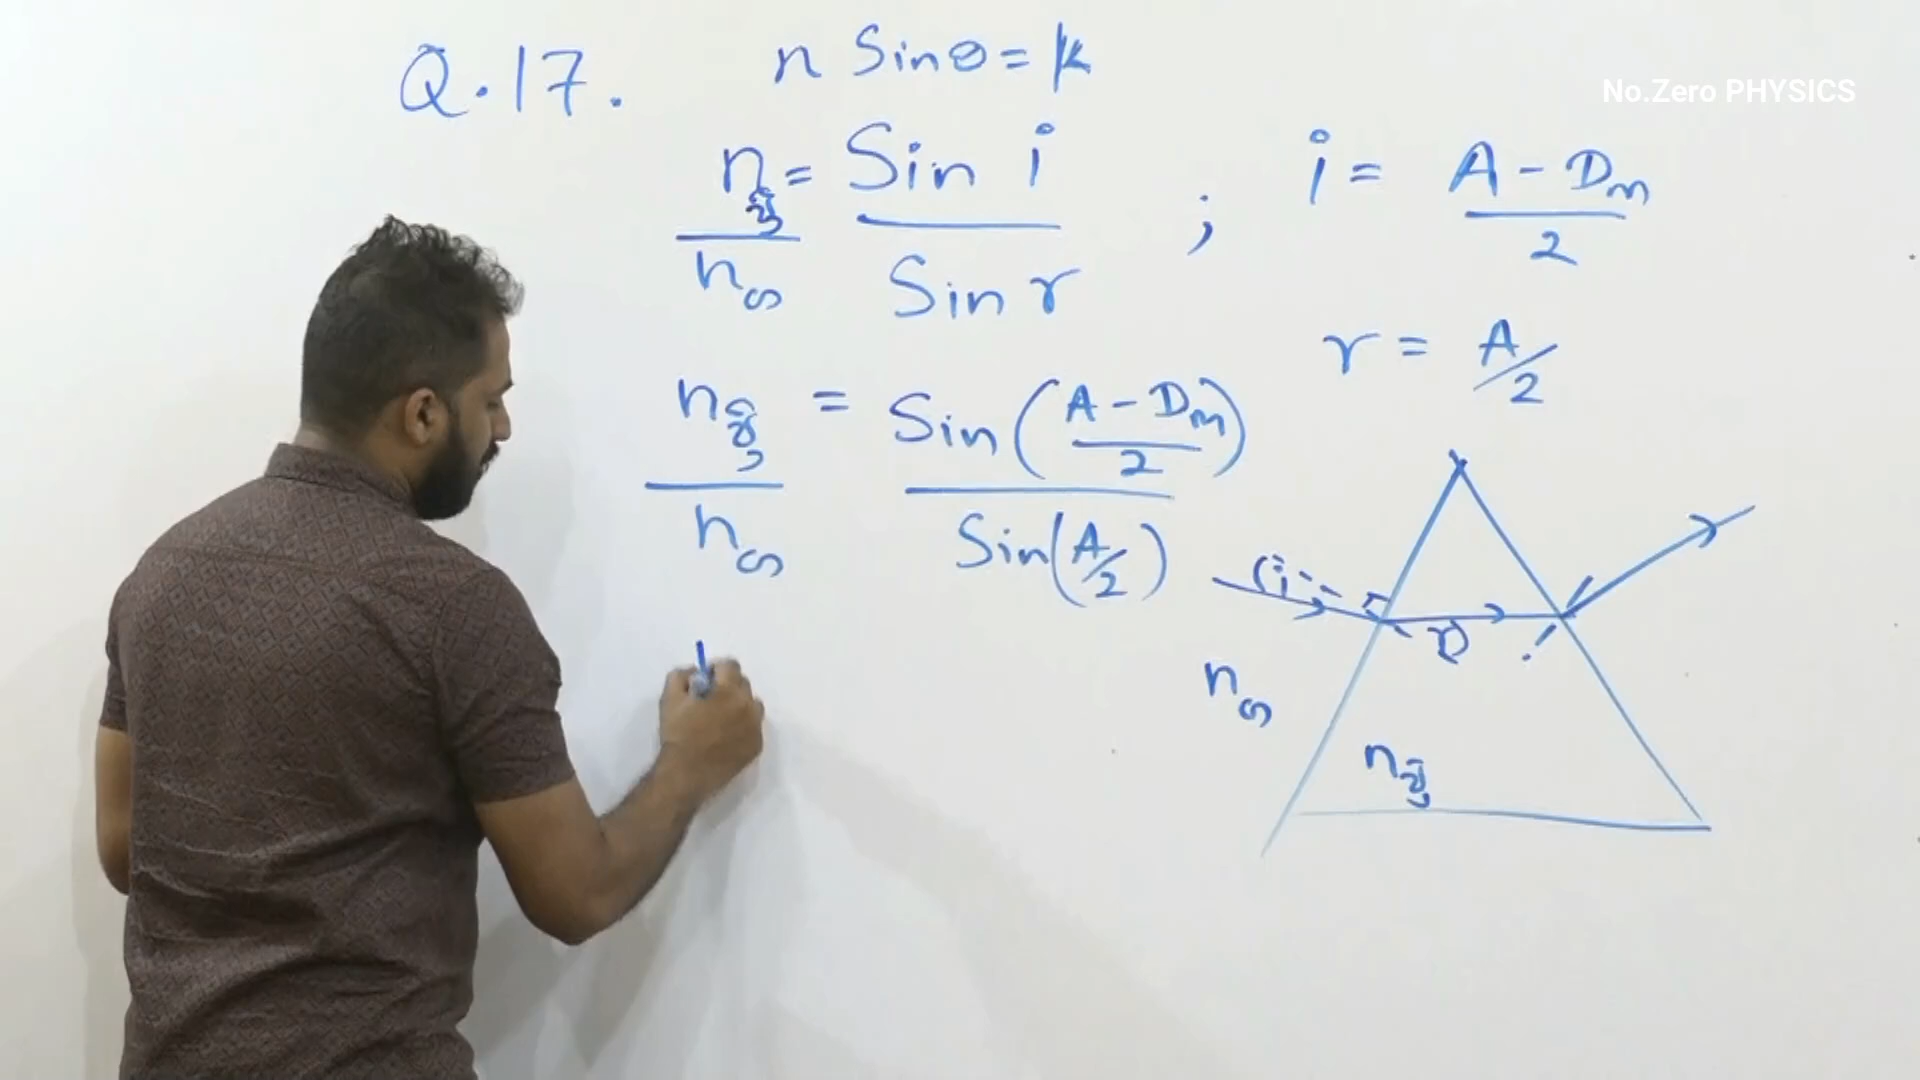 Q.17.
n Sinθ = k
No.Zero PHYSICS
n = Sin i / Sin r ; i = A - Dm / 2
r = A/2
n / n = Sin(A - Dm / 2) / Sin(A/2)
i
r
n
n